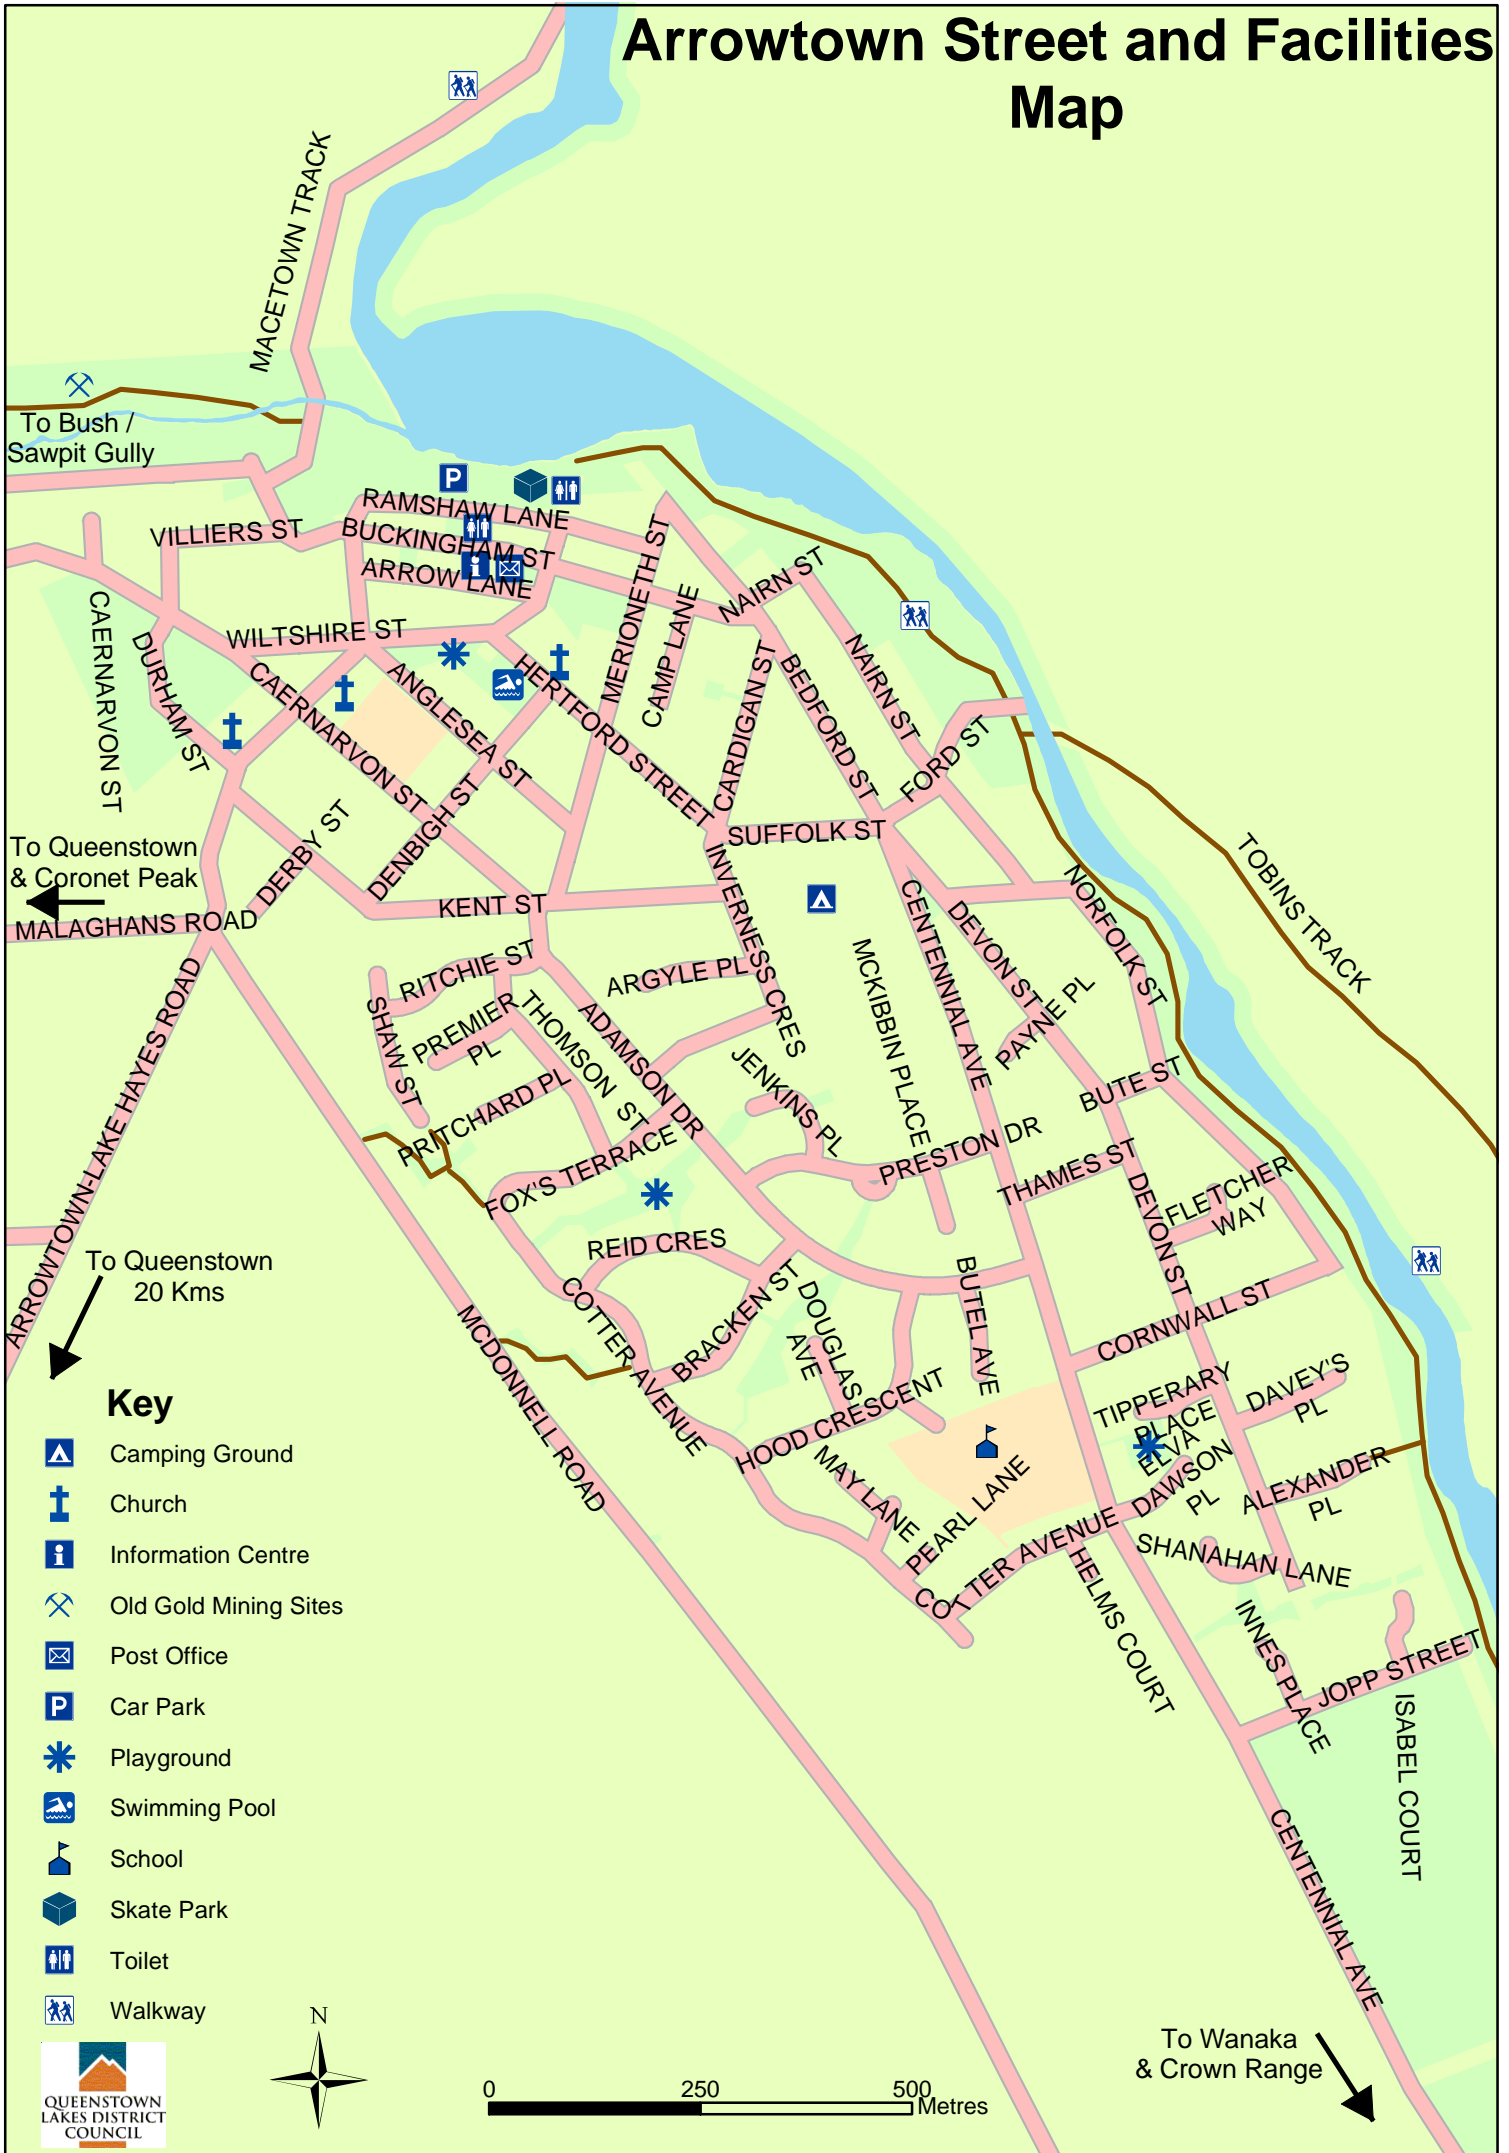 Arrowtown Street and Facilities
Map
MACETOWN TRACK
To Bush /
Sawpit Gully
P
RAMSHAW LANE
VILLIERS ST
BUCKINGHAM ST
ARROW LANE
i
MERIONETH ST
NAIRN ST
CAERNARVON ST
DURHAM ST
WILTSHIRE ST
CAMP LANE
CAERNARVON ST
ANGLESEA ST
HERTFORD STREET
CARDIGAN ST
BEDFORD ST
NAIRN ST
FORD ST
DENBIGH ST
DERBY ST
SUFFOLK ST
To Queenstown
& Coronet Peak
MALAGHANS ROAD
KENT ST
INVERNESS CRES
CENTENNIAL AVE
DEVON ST
NORFOLK ST
TOBINS TRACK
ARROWTOWN-LAKE HAYES ROAD
RITCHIE ST
ARGYLE PL
MCKIBBIN PLACE
SHAW ST
PREMIER
PL
THOMSON ST
ADAMSON DR
PAYNE PL
JENKINS PL
PRITCHARD PL
BUTE ST
FOX'S TERRACE
PRESTON DR
THAMES ST
FLETCHER
WAY
DEVON ST
REID CRES
To Queenstown
20 Kms
COTTER AVENUE
BRACKEN ST
DOUGLAS
AVE
BUTEL AVE
CORNWALL ST
MCDONNELL ROAD
HOOD CRESCENT
TIPPERARY
PLACE
DAVEY'S
PL
ELVA
DAWSON
PL
ALEXANDER
PL
MAY LANE
PEARL LANE
COTTER AVENUE
SHANAHAN LANE
HELMS COURT
INNES PLACE
JOPP STREET
ISABEL COURT
CENTENNIAL AVE
Key
Camping Ground
Church
i
Information Centre
Old Gold Mining Sites
Post Office
P
Car Park
Playground
Swimming Pool
School
Skate Park
Toilet
Walkway
N
QUEENSTOWN
LAKES DISTRICT
COUNCIL
0 250 500
Metres
To Wanaka
& Crown Range